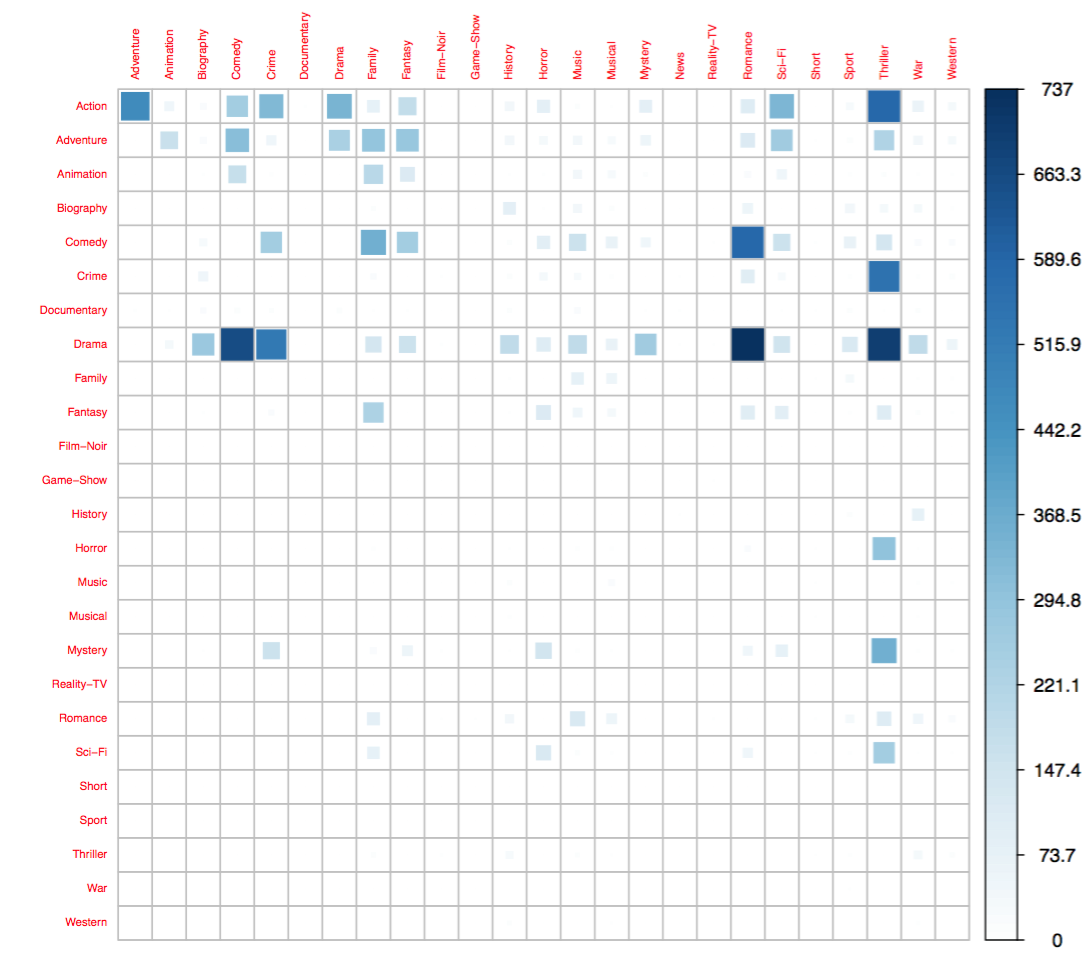 Adventure
Animation
Biography
Comedy
Crime
Documentary
Drama
Family
Fantasy
Film-Noir
Game-Show
History
Horror
Music
Musical
Mystery
News
Reality-TV
Romance
Sci-Fi
Short
Sport
Thriller
War
Western
Action
Adventure
Animation
Biography
Comedy
Crime
Documentary
Drama
Family
Fantasy
Film-Noir
Game-Show
History
Horror
Music
Musical
Mystery
Reality-TV
Romance
Sci-Fi
Short
Sport
Thriller
War
Western
737
663.3
589.6
515.9
442.2
368.5
294.8
221.1
147.4
73.7
0